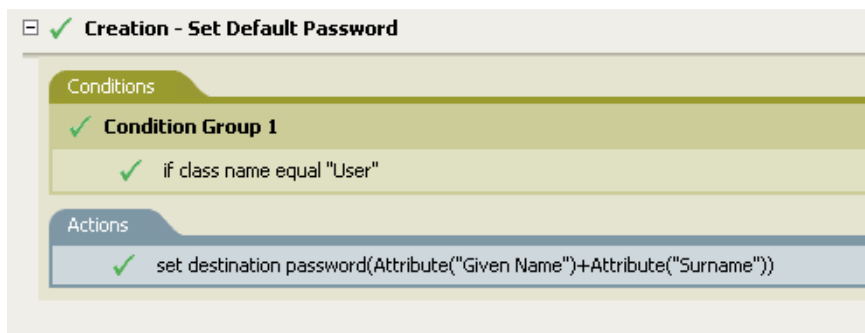 Creation - Set Default Password
Conditions
Condition Group 1
if class name equal "User"
Actions
set destination password(Attribute("Given Name")+Attribute("Surname"))